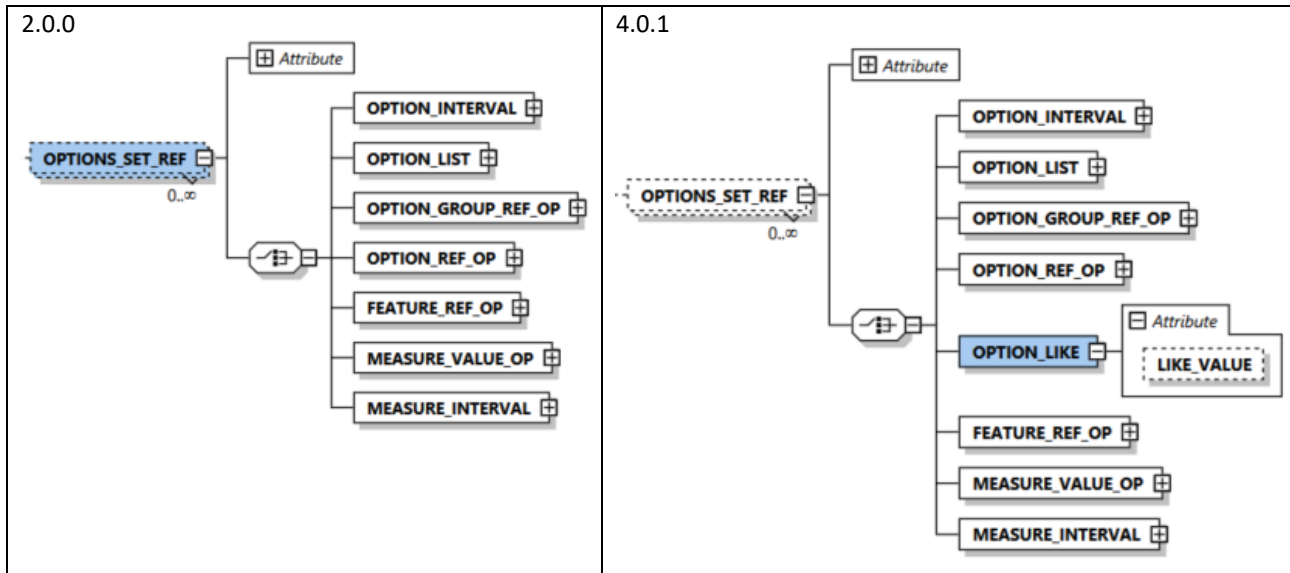 2.0.0
Attribute
OPTION_INTERVAL
OPTION_LIST
OPTIONS_SET_REF
0..∞
OPTION_GROUP_REF_OP
OPTION_REF_OP
FEATURE_REF_OP
MEASURE_VALUE_OP
MEASURE_INTERVAL
4.0.1
Attribute
OPTION_INTERVAL
OPTION_LIST
OPTIONS_SET_REF
0..∞
OPTION_GROUP_REF_OP
OPTION_REF_OP
OPTION_LIKE
Attribute
LIKE_VALUE
FEATURE_REF_OP
MEASURE_VALUE_OP
MEASURE_INTERVAL